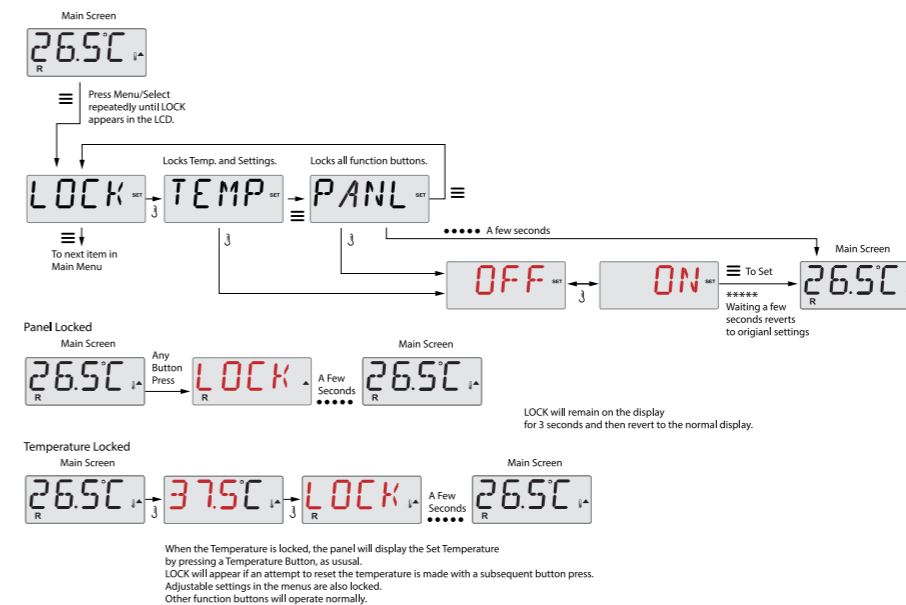 Main Screen
26.5°C
R
Press Menu/Select
repeatedly until LOCK
appears in the LCD.
Locks Temp. and Settings.
Locks all function buttons.
LOCK SET
TEMP SET
PANL SET
To next item in
Main Menu
••••• A few seconds
Main Screen
OFF SET
ON SET
To Set
*****
Waiting a few
seconds reverts
to origianl settings
26.5°C
R
Panel Locked
Main Screen
Main Screen
26.5°C
R
Any
Button
Press
LOCK
R
A Few
Seconds
•••••
26.5°C
R
LOCK will remain on the display
for 3 seconds and then revert to the normal display.
Temperature Locked
Main Screen
Main Screen
26.5°C
R
37.5°C
LOCK
R
A Few
Seconds
•••••
26.5°C
R
When the Temperature is locked, the panel will display the Set Temperature
by pressing a Temperature Button, as ususal.
LOCK will appear if an attempt to reset the temperature is made with a subsequent button press.
Adjustable settings in the menus are also locked.
Other function buttons will operate normally.